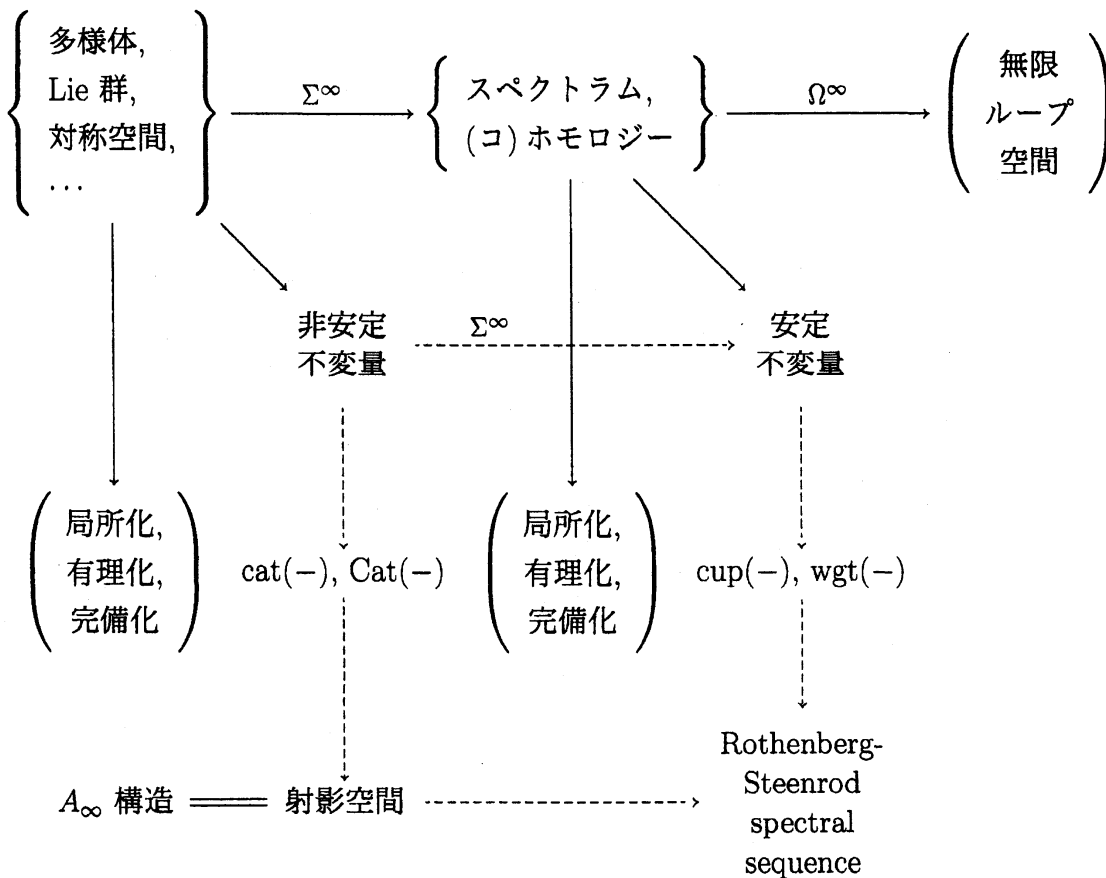 多様体,
Lie 群,
対称空間,
...
Σ∞
スペクトラム,
(コ) ホモロジー
Ω∞
無限
ループ
空間
非安定
不変量
Σ∞
安定
不変量
局所化,
有理化,
完備化
cat(−), Cat(−)
局所化,
有理化,
完備化
cup(−), wgt(−)
A∞ 構造
射影空間
Rothenberg-
Steenrod
spectral
sequence